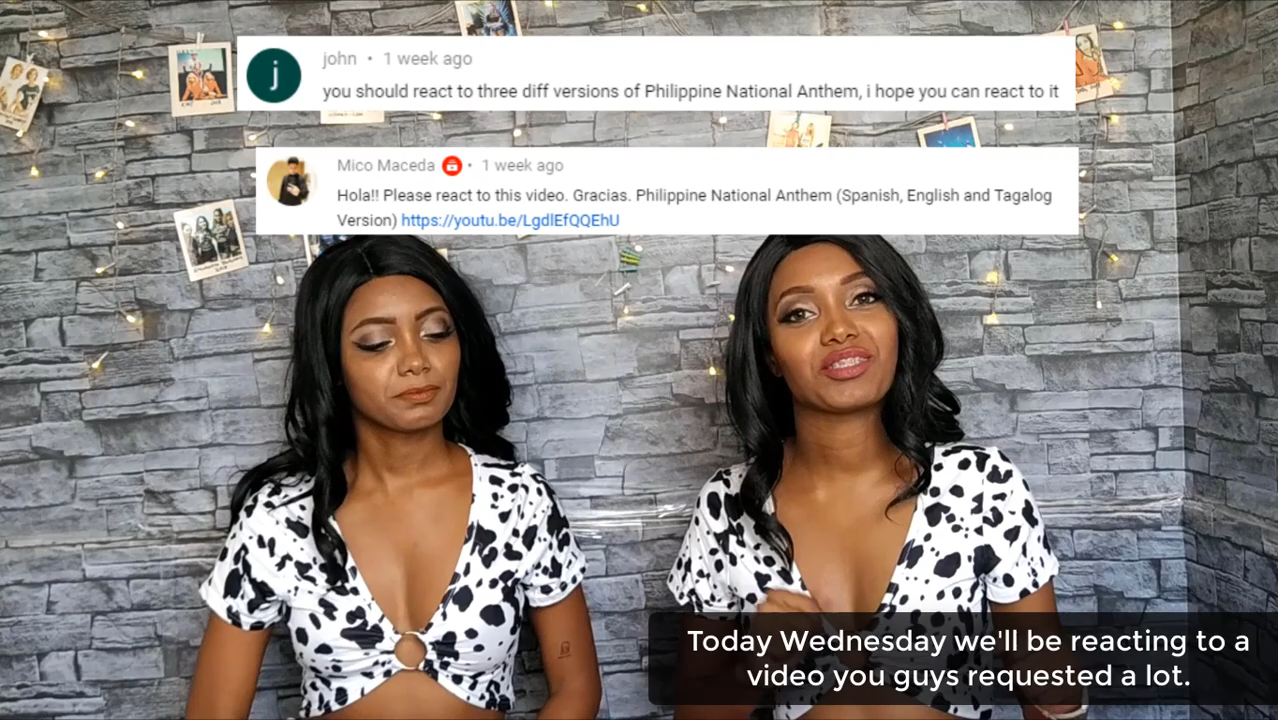 j
john • 1 week ago
you should react to three diff versions of Philippine National Anthem, i hope you can react to it
Mico Maceda • 1 week ago
Hola!! Please react to this video. Gracias. Philippine National Anthem (Spanish, English and Tagalog
Version) https://youtu.be/LgdlEfQQEhU
Today Wednesday we'll be reacting to a
video you guys requested a lot.